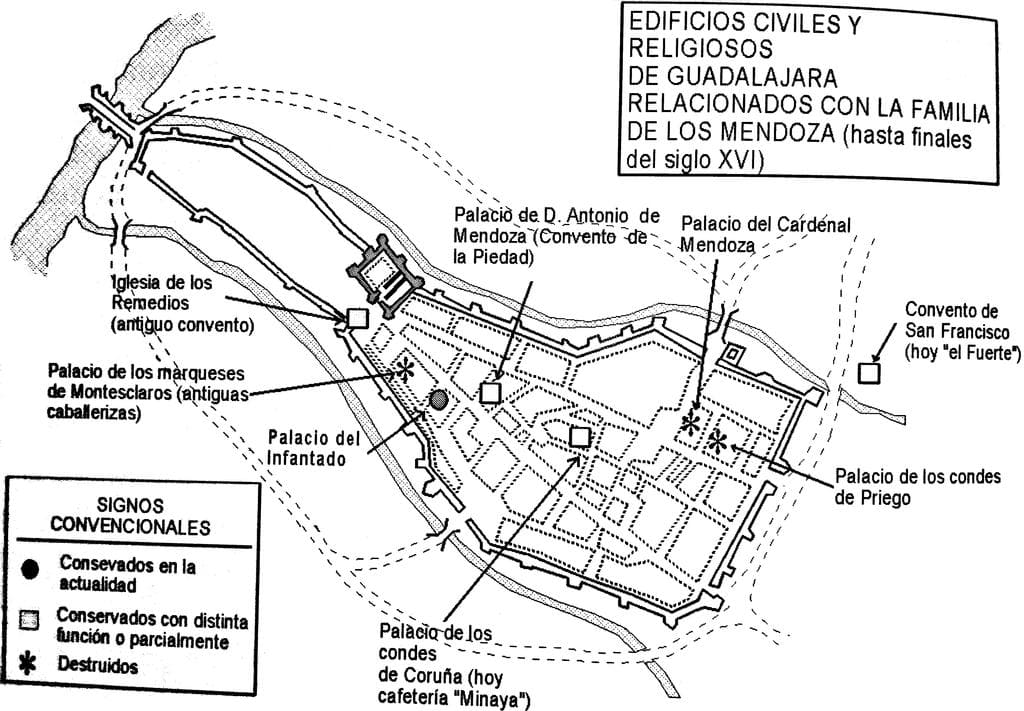 EDIFICIOS CIVILES Y
RELIGIOSOS
DE GUADALAJARA
RELACIONADOS CON LA FAMILIA
DE LOS MENDOZA (hasta finales
del siglo XVI)
Palacio de D. Antonio de
Mendoza (Convento de
la Piedad)
Palacio del Cardenal
Mendoza
Iglesia de los
Remedios
(antiguo convento)
Convento de
San Francisco
(hoy "el Fuerte")
Palacio de los marqueses
de Montesclaros (antiguas
caballerizas)
Palacio del
Infantado
Palacio de los condes
de Priego
SIGNOS
CONVENCIONALES
Consevados en la
actualidad
Conservados con distinta
función o parcialmente
Destruidos
Palacio de los
condes
de Coruña (hoy
cafetería "Minaya")